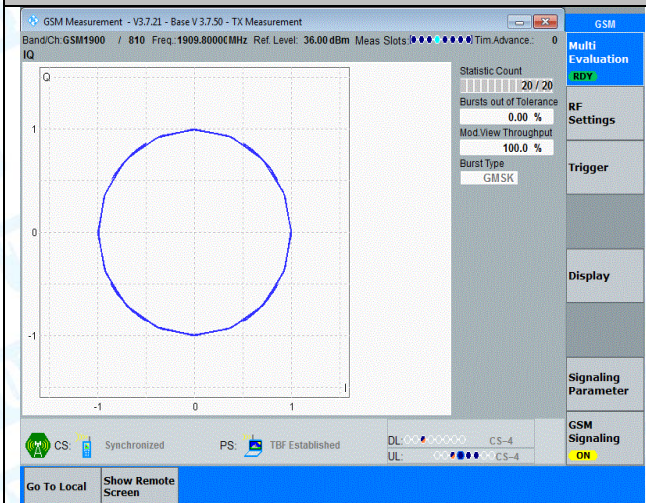 GSM Measurement - V3.7.21 - Base V 3.7.50 - TX Measurement
GSM
Band/Ch:GSM1900 / 810 Freq.:1909.8000MHz Ref. Level: 36.00 dBm Meas Slots: Tim.Advance.: 0
IQ
Multi Evaluation
RDY
Q
Statistic Count
20 / 20
Bursts out of Tolerance
0.00 %
Mod.View Throughput
100.0 %
Burst Type
GMSK
RF Settings
Trigger
1
0
-1
I
-1 0 1
Display
Signaling Parameter
GSM Signaling
ON
CS: Synchronized
PS: TBF Established
DL: CS-4
UL: CS-4
Go To Local
Show Remote Screen